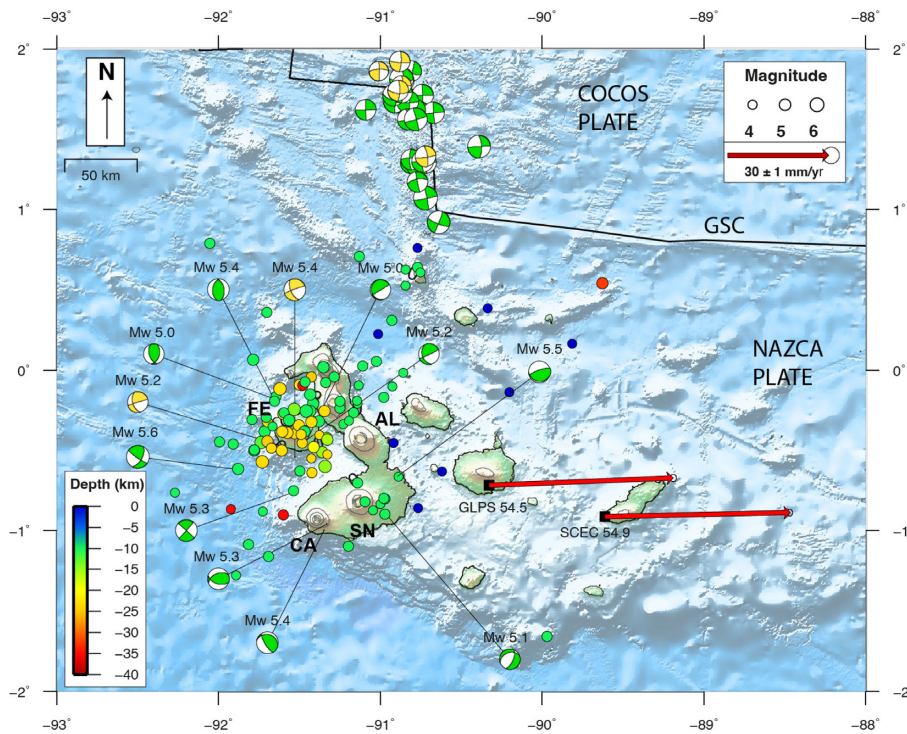 −93° −92° −91° −90° −89° −88°
2° 2°
N
50 km
COCOS
PLATE
Magnitude
4 5 6
30 ± 1 mm/yr
1° 1°
GSC
Mw 5.4 Mw 5.4 Mw 5.0
Mw 5.0 Mw 5.2
Mw 5.5
0° 0°
NAZCA
PLATE
Mw 5.2
FE AL
Mw 5.6
Depth (km)
0
−5
−10
−15
−20
−25
−30
−35
−40
GLPS 54.5
Mw 5.3
SCEC 54.9
−1° −1°
CA SN
Mw 5.3
Mw 5.4 Mw 5.1
−2° −2°
−93° −92° −91° −90° −89° −88°